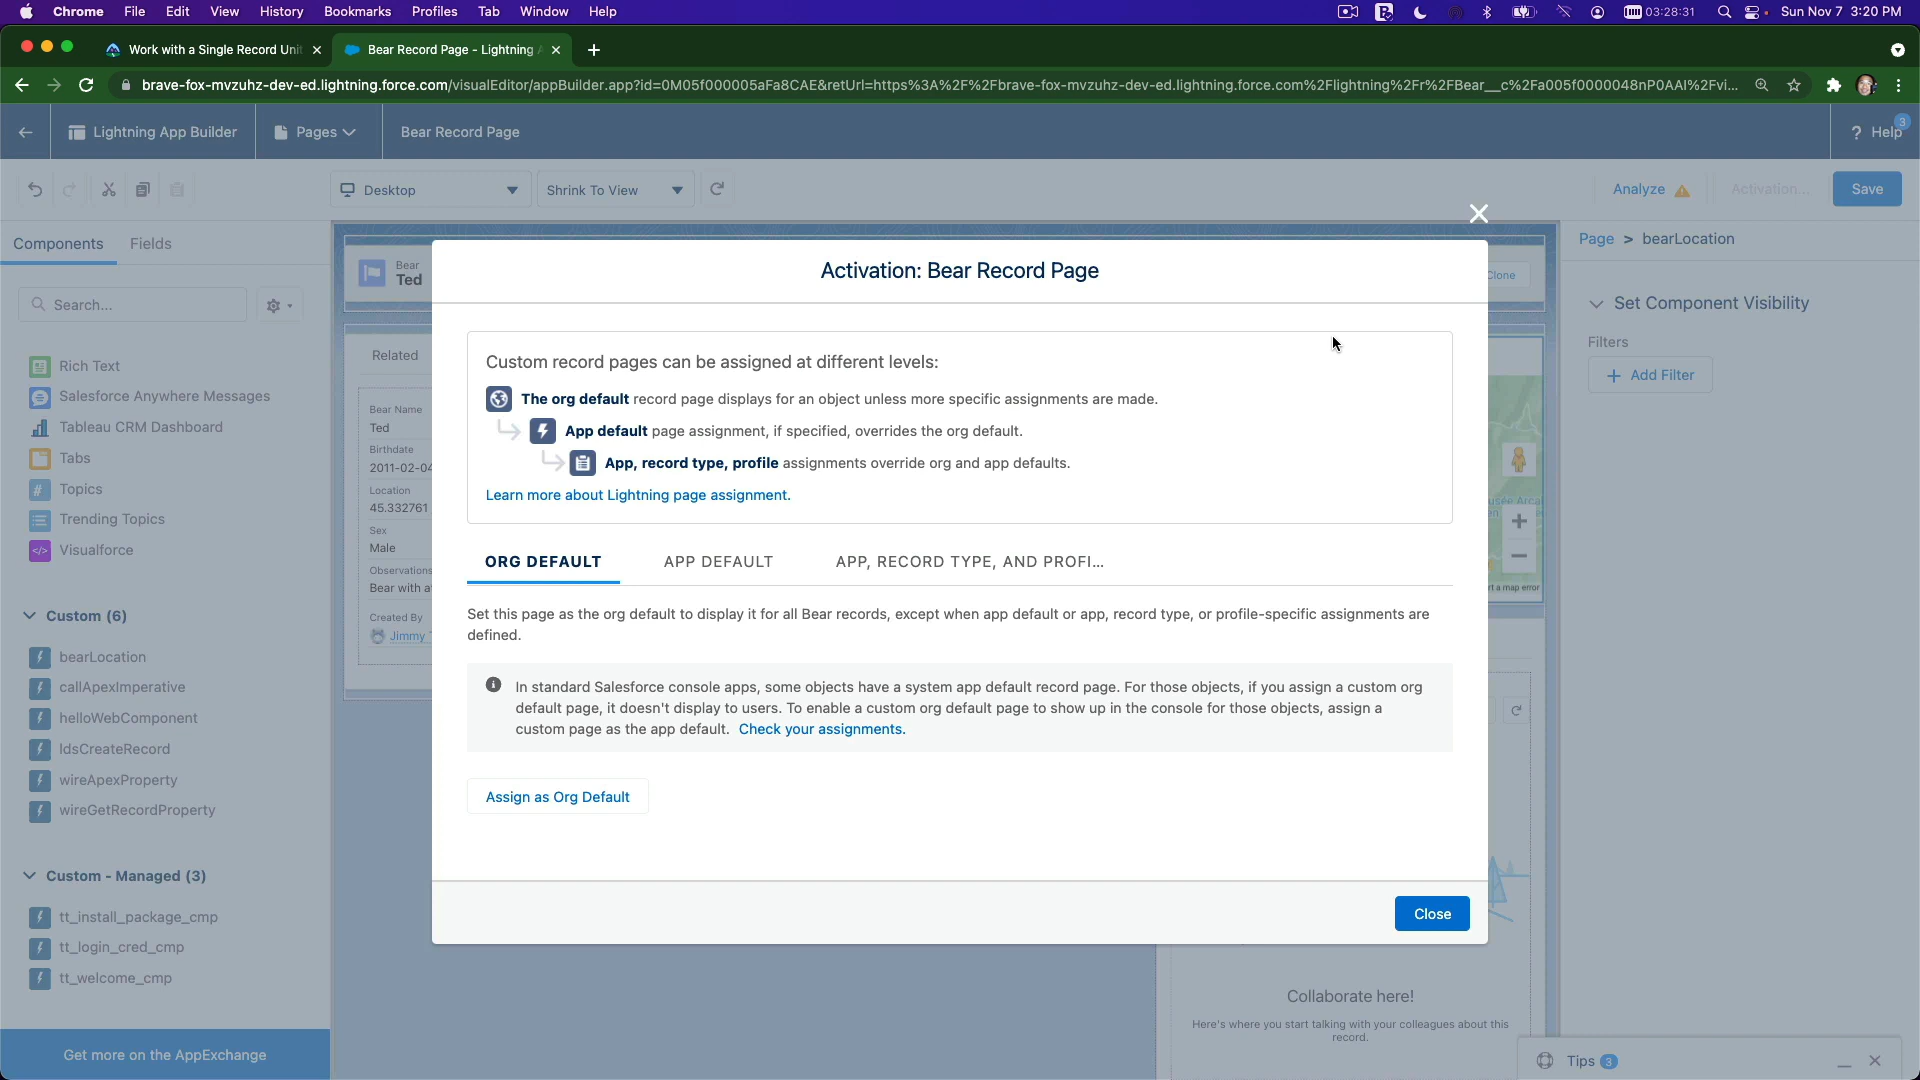 Chrome File Edit View History Bookmarks Profiles Tab Window Help 03:28:31 Sun Nov 7 3:20 PM
Work with a Single Record Unit Bear Record Page - Lightning
brave-fox-mvzuhz-dev-ed.lightning.force.com/visualEditor/appBuilder.app?id=0M05f000005aFa8CAE&retUrl=https%3A%2F%2Fbrave-fox-mvzuhz-dev-ed.lightning.force.com%2Flightning%2Fr%2FBear__c%2Fa005f0000048nP0AAI%2Fvi...
Lightning App Builder Pages Bear Record Page ? Help 3
Desktop Shrink To View Analyze Activation... Save
Components Fields
Page > bearLocation
Search...
Bear
Ted
Clone
Activation: Bear Record Page
Set Component Visibility
Filters
+ Add Filter
Rich Text
Salesforce Anywhere Messages
Tableau CRM Dashboard
Tabs
Topics
Trending Topics
Visualforce
Custom (6)
bearLocation
callApexImperative
helloWebComponent
ldsCreateRecord
wireApexProperty
wireGetRecordProperty
Custom - Managed (3)
tt_install_package_cmp
tt_login_cred_cmp
tt_welcome_cmp
Get more on the AppExchange
Related
Bear Name
Ted
Birthdate
2011-02-04
Location
45.332761
Sex
Male
Observations
Bear with a
Created By
Jimmy
Custom record pages can be assigned at different levels:
The org default record page displays for an object unless more specific assignments are made.
App default page assignment, if specified, overrides the org default.
App, record type, profile assignments override org and app defaults.
Learn more about Lightning page assignment.
ORG DEFAULT APP DEFAULT APP, RECORD TYPE, AND PROFI...
Set this page as the org default to display it for all Bear records, except when app default or app, record type, or profile-specific assignments are
defined.
In standard Salesforce console apps, some objects have a system app default record page. For those objects, if you assign a custom org
default page, it doesn't display to users. To enable a custom org default page to show up in the console for those objects, assign a
custom page as the app default. Check your assignments.
Assign as Org Default
Close
rt a map error
Collaborate here!
Here's where you start talking with your colleagues about this
record.
Tips 3